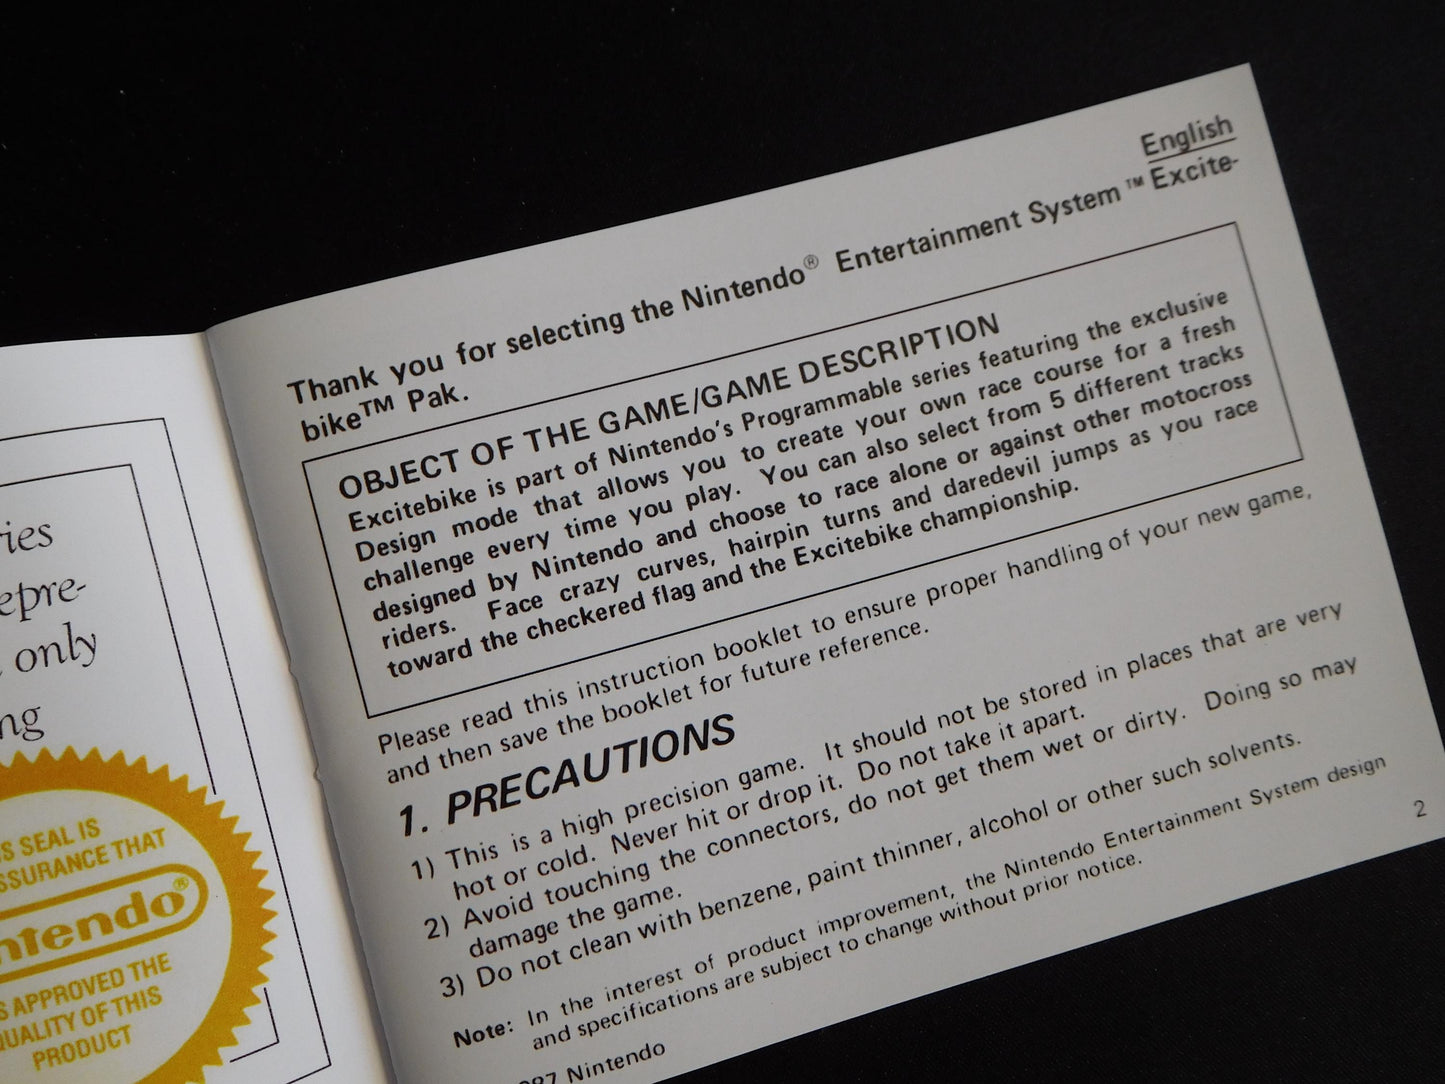 ries
epre-
only
ng
S SEAL IS
SSURANCE THAT
ntendo®
S APPROVED THE
QUALITY OF THIS
PRODUCT
English
Thank you for selecting the Nintendo® Entertainment System™ Excite-
bike™ Pak.
OBJECT OF THE GAME/GAME DESCRIPTION
Excitebike is part of Nintendo's Programmable series featuring the exclusive
Design mode that allows you to create your own race course for a fresh
challenge every time you play. You can also select from 5 different tracks
designed by Nintendo and choose to race alone or against other motocross
riders. Face crazy curves, hairpin turns and daredevil jumps as you race
toward the checkered flag and the Excitebike championship.
Please read this instruction booklet to ensure proper handling of your new game,
and then save the booklet for future reference.
1. PRECAUTIONS
1) This is a high precision game. It should not be stored in places that are very
hot or cold. Never hit or drop it. Do not take it apart.
2) Avoid touching the connectors, do not get them wet or dirty. Doing so may
damage the game.
3) Do not clean with benzene, paint thinner, alcohol or other such solvents.
Note: In the interest of product improvement, the Nintendo Entertainment System design
and specifications are subject to change without prior notice.
987 Nintendo
2